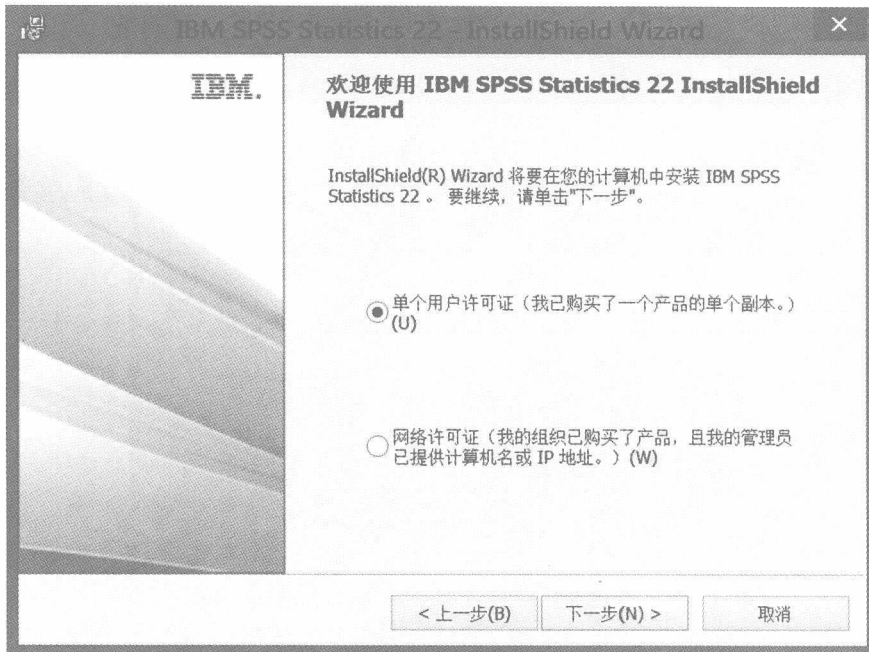 IBM SPSS Statistics 22 - InstallShield Wizard
IBM.
欢迎使用 IBM SPSS Statistics 22 InstallShield
Wizard
InstallShield(R) Wizard 将要在您的计算机中安装 IBM SPSS
Statistics 22 。 要继续，请单击"下一步"。
单个用户许可证（我已购买了一个产品的单个副本。）
(U)
网络许可证（我的组织已购买了产品，且我的管理员
已提供计算机名或 IP 地址。）(W)
< 上一步(B)
下一步(N) >
取消